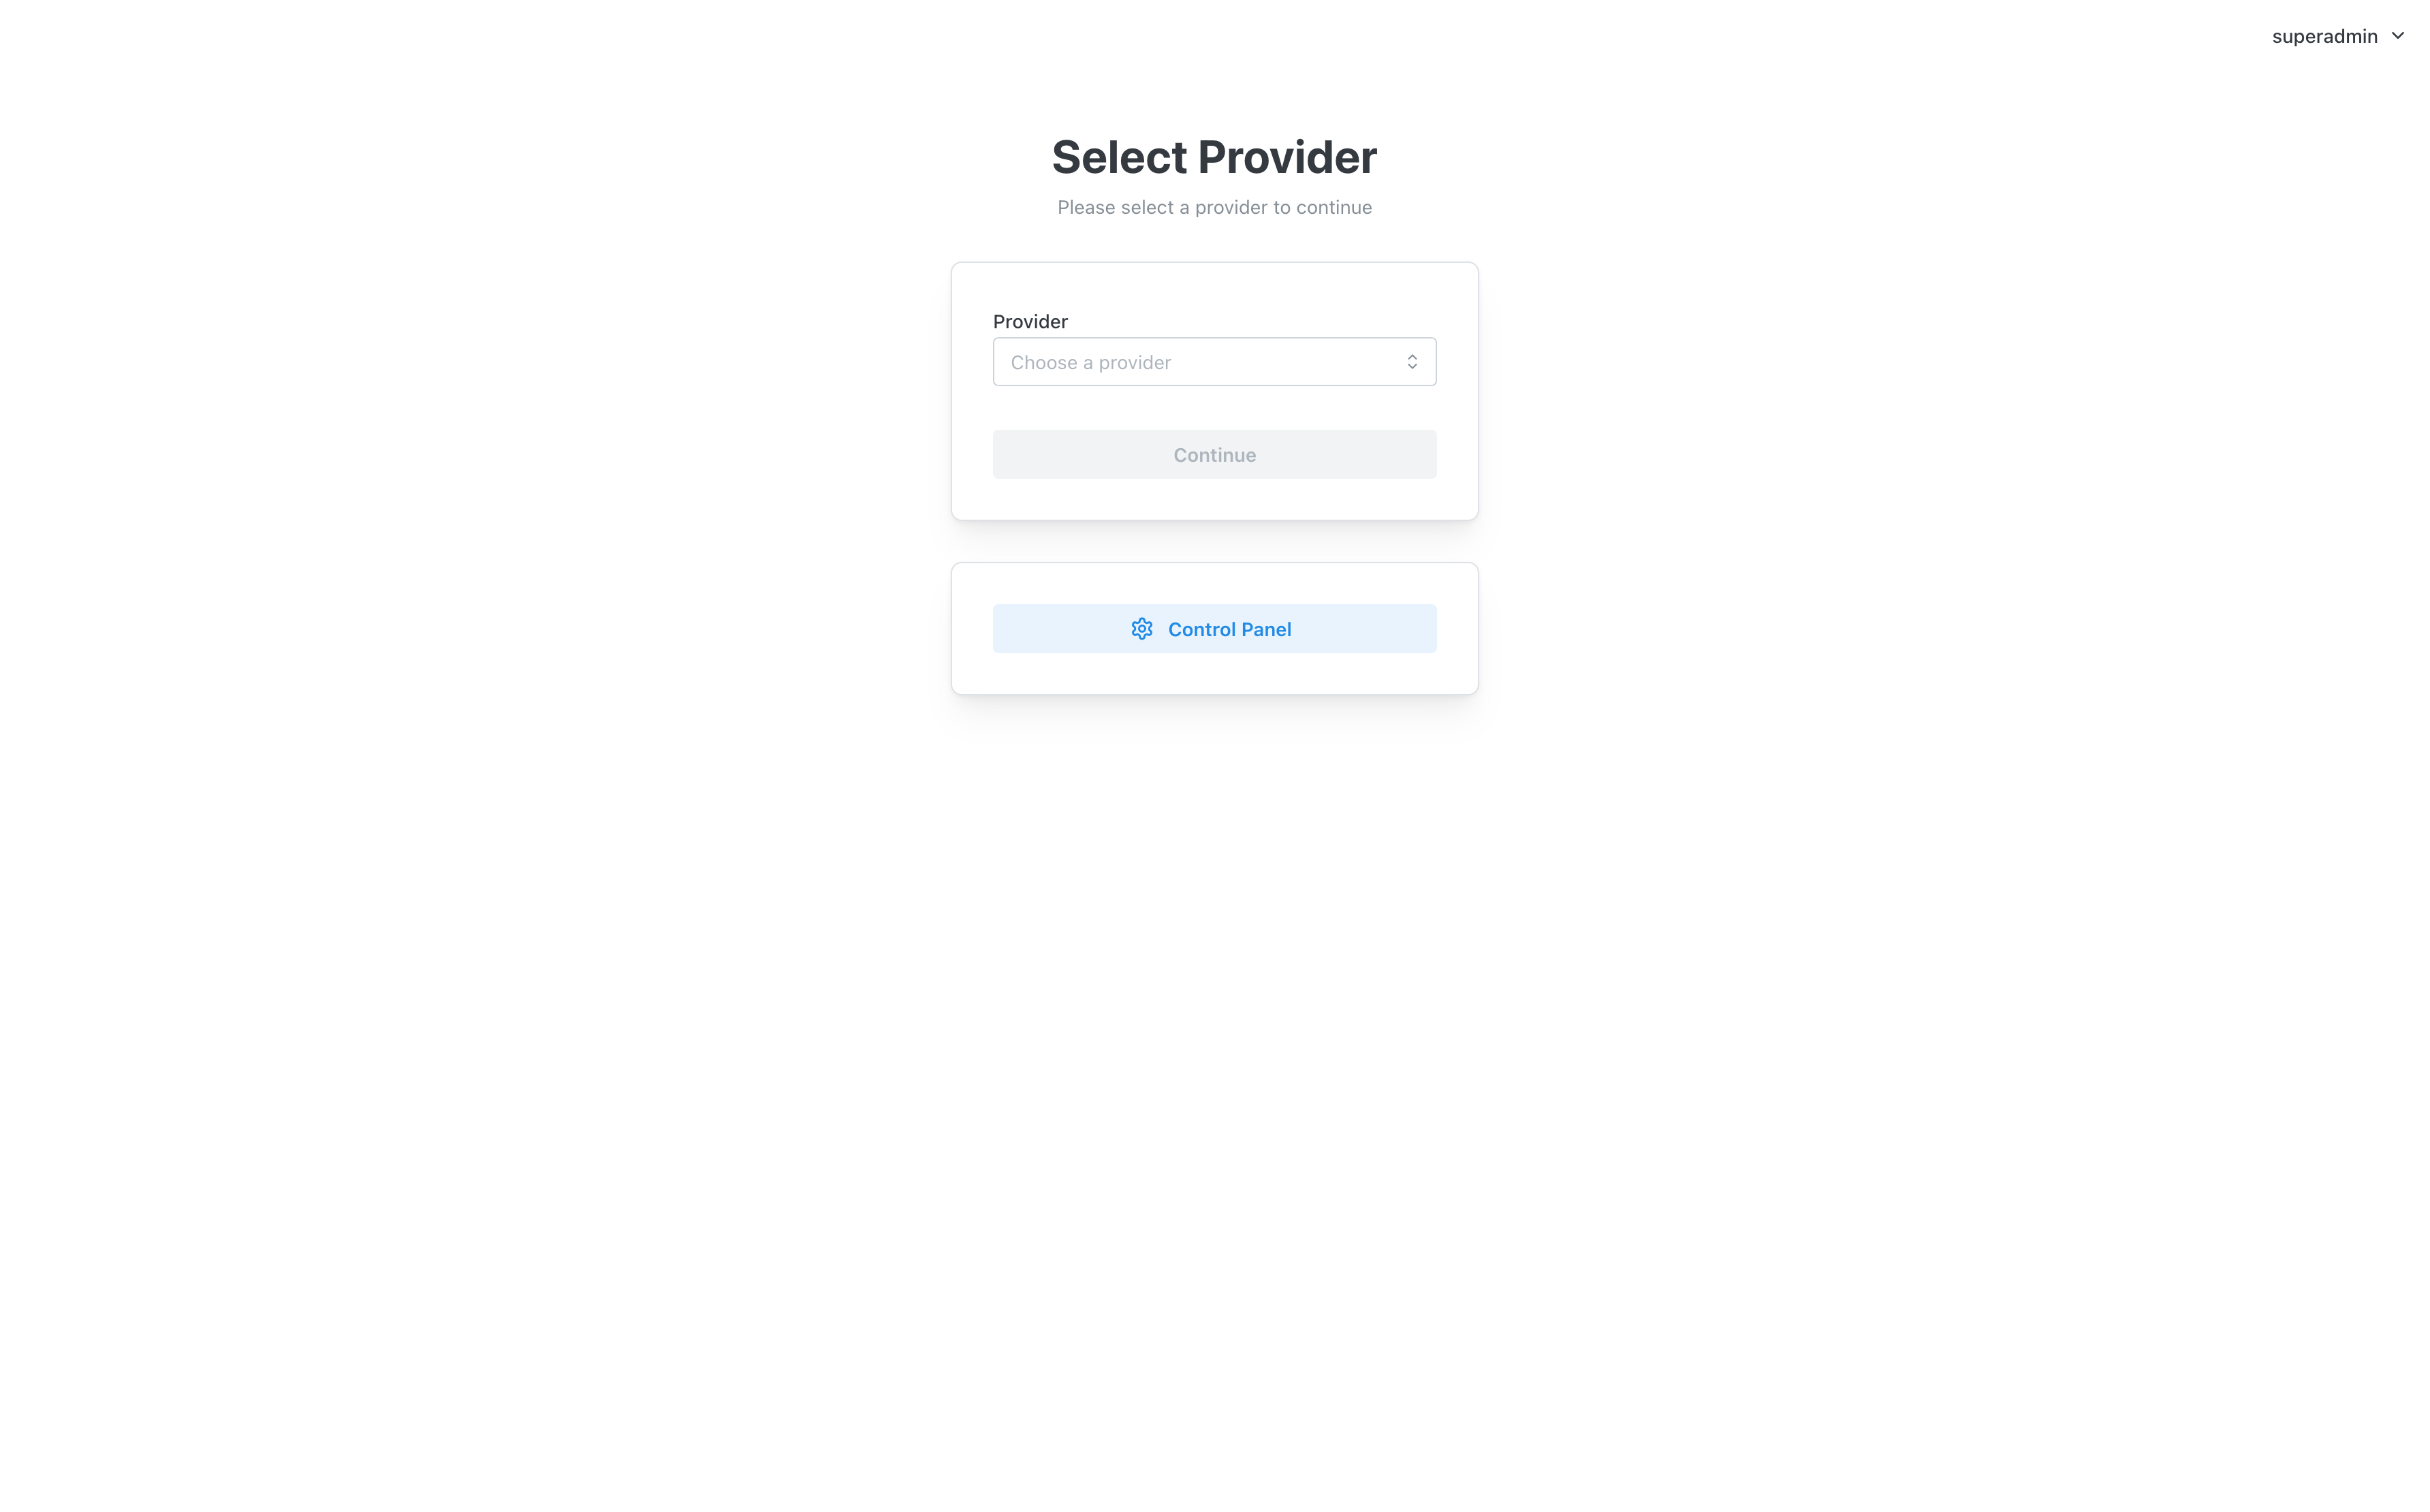 superadmin
Select Provider
Please select a provider to continue
Provider
Choose a provider
Continue
Control Panel